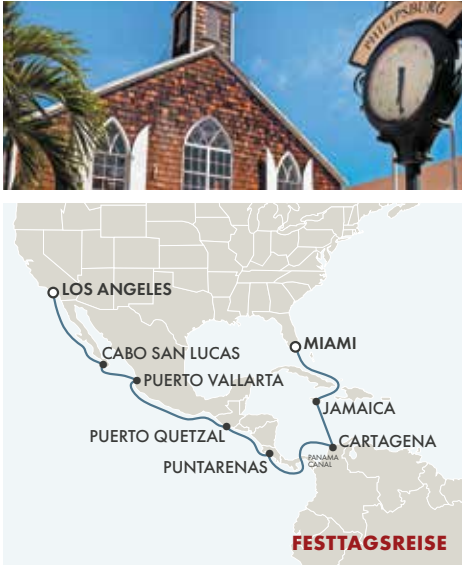 PHILIPSBURG
LOS ANGELES
MIAMI
CABO SAN LUCAS
PUERTO VALLARTA
JAMAICA
PUERTO QUETZAL
CARTAGENA
PANAMA
CANAL
PUNTARENAS
FESTTAGSREISE